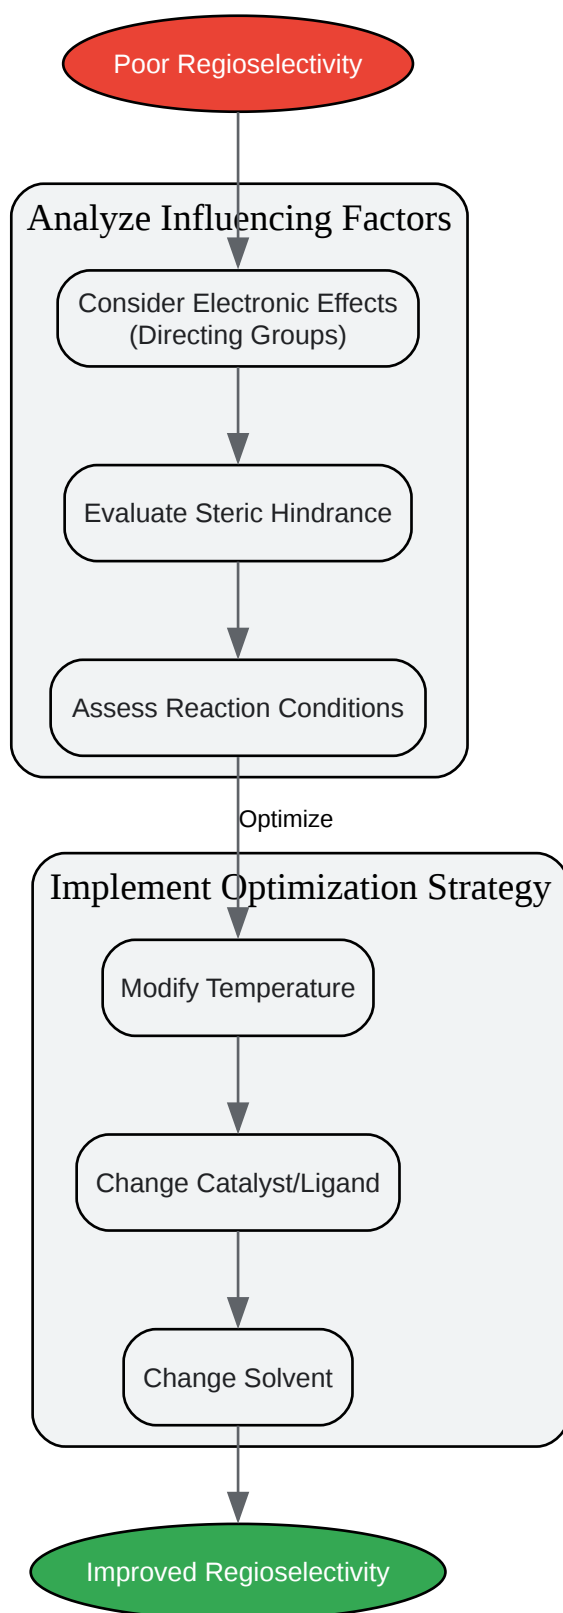 Poor Regioselectivity
Analyze Influencing Factors
Consider Electronic Effects
(Directing Groups)
Evaluate Steric Hindrance
Assess Reaction Conditions
Optimize
Implement Optimization Strategy
Modify Temperature
Change Catalyst/Ligand
Change Solvent
Improved Regioselectivity